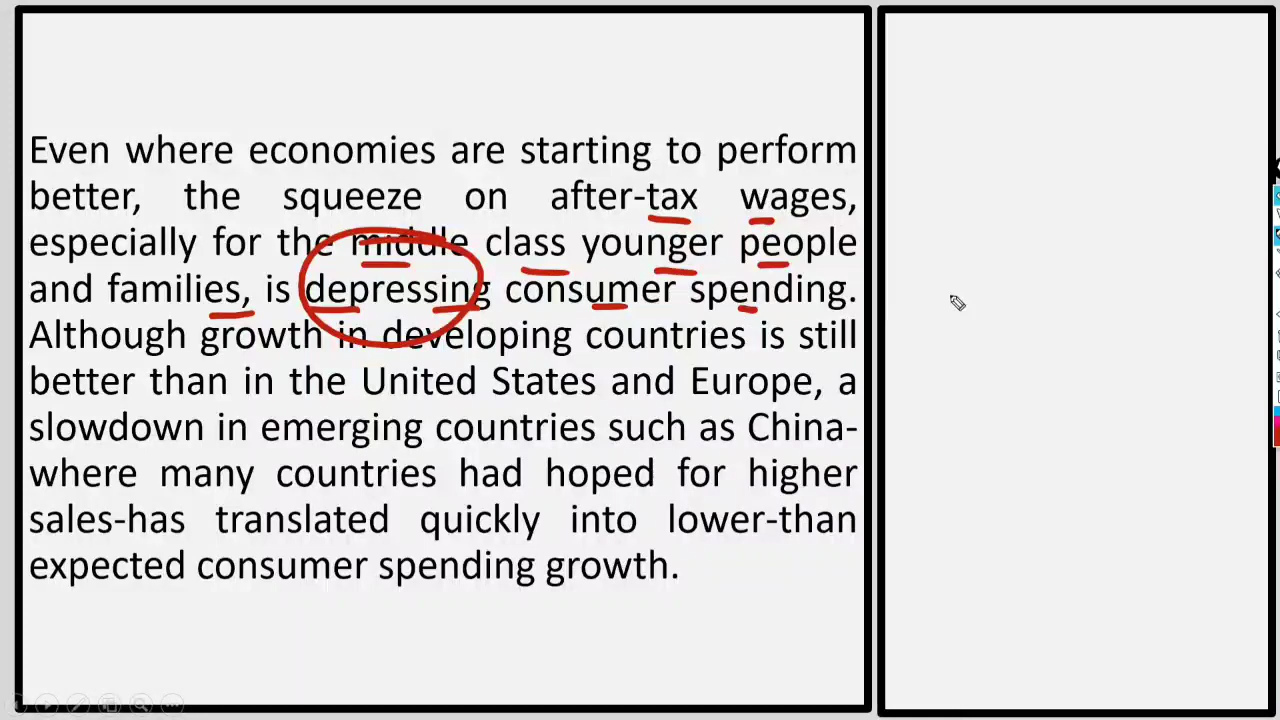 Even where economies are starting to perform
better, the squeeze on after-tax wages,
especially for the middle class younger people
and families, is depressing consumer spending.
Although growth in developing countries is still
better than in the United States and Europe, a
slowdown in emerging countries such as China-
where many countries had hoped for higher
sales-has translated quickly into lower-than
expected consumer spending growth.